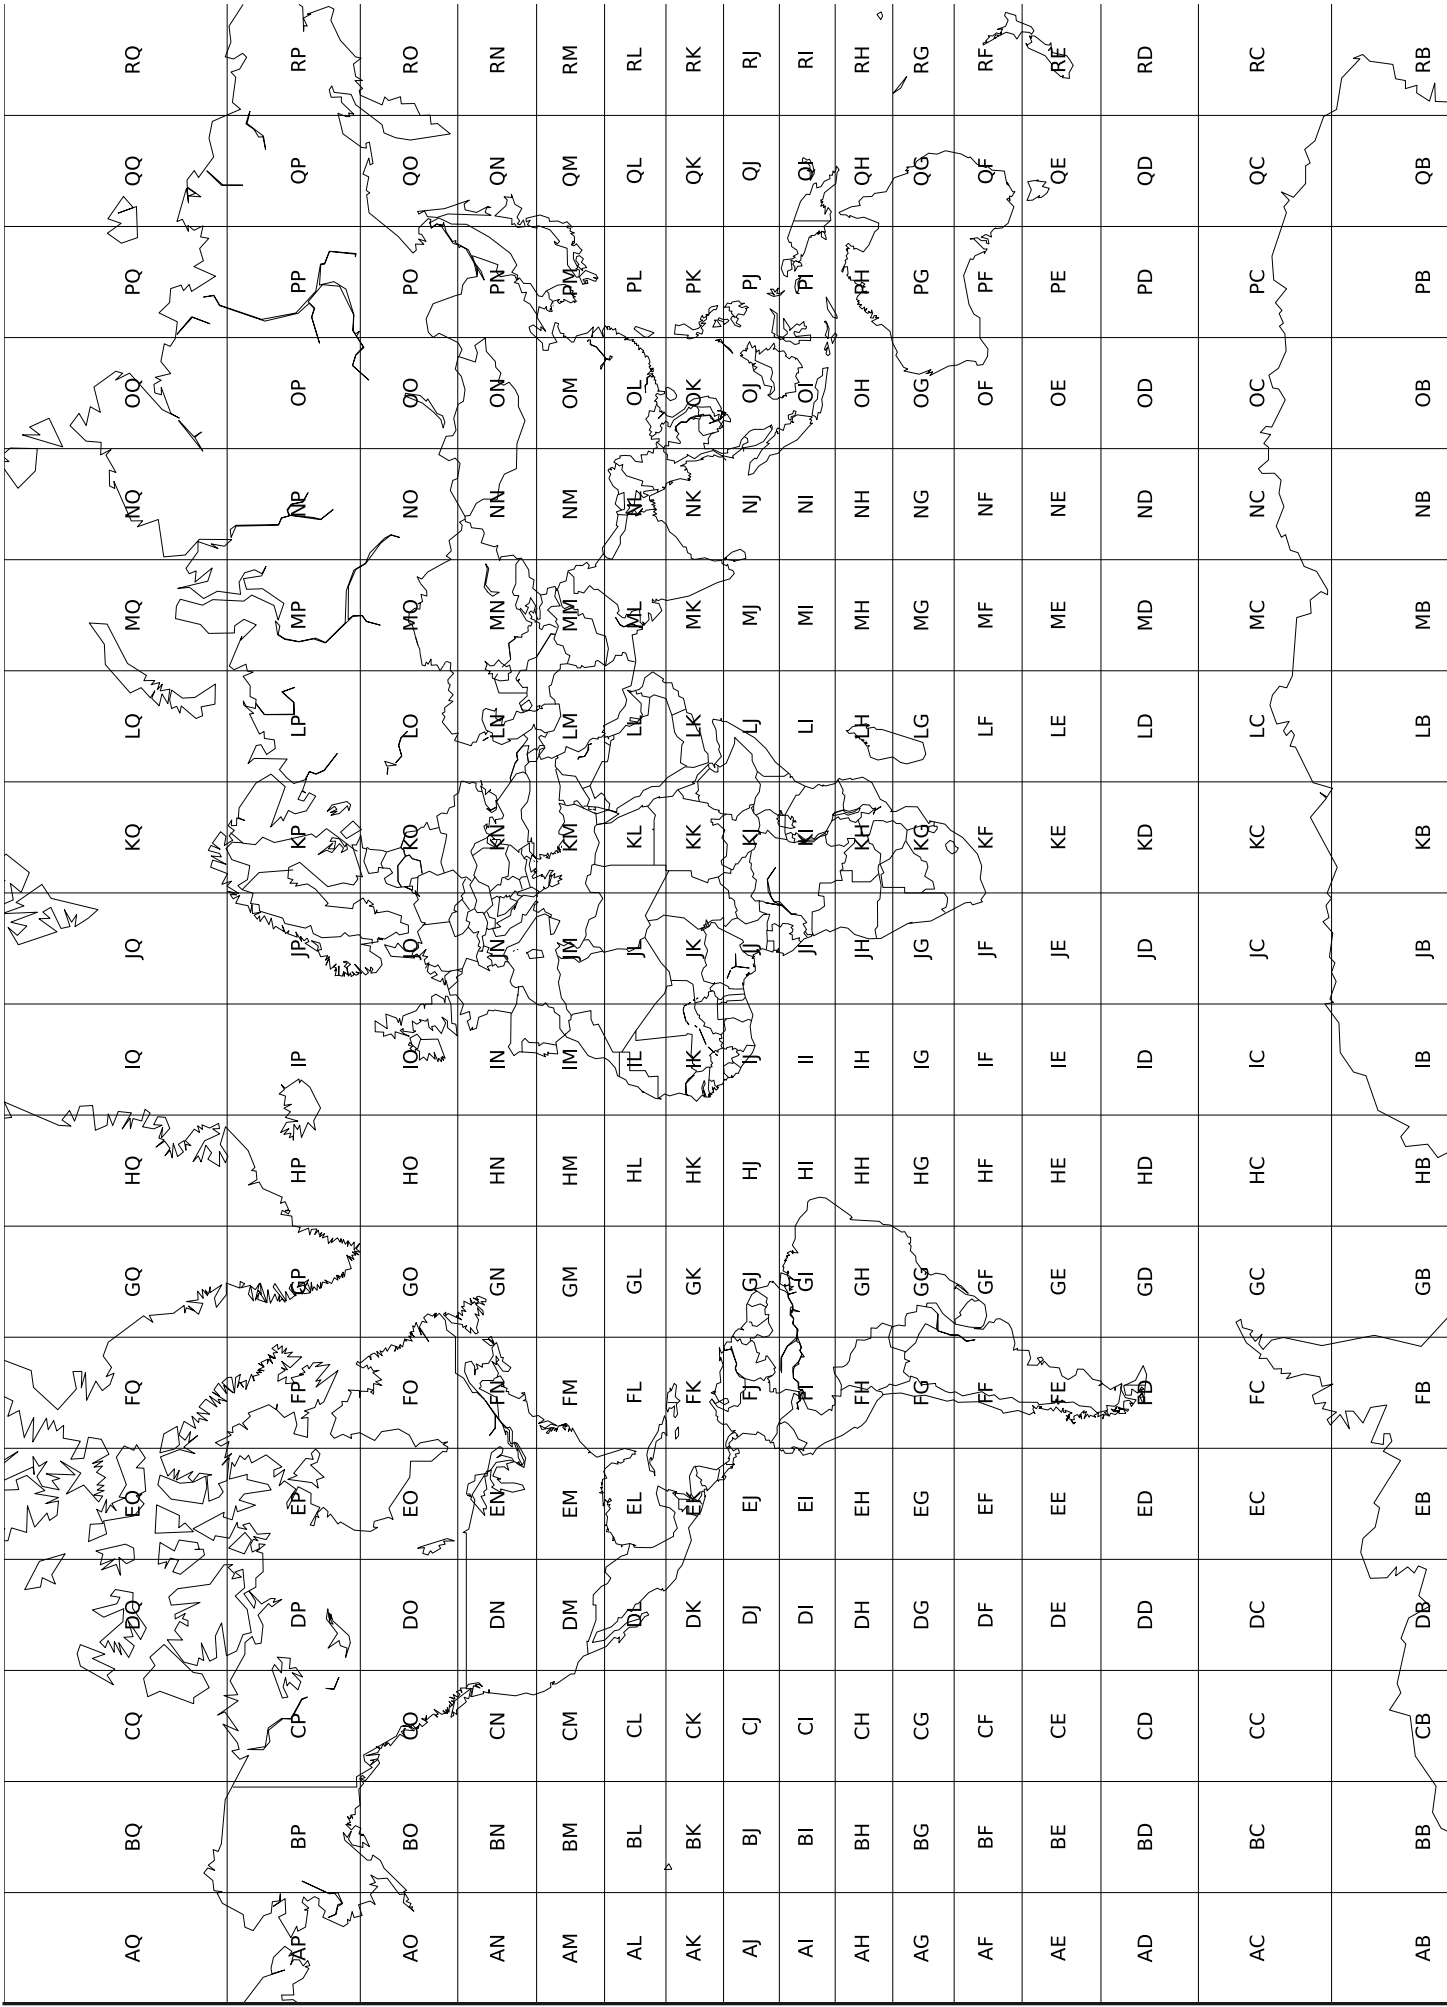 AQ BQ CQ DQ EQ FQ GQ HQ IQ JQ KQ LQ MQ NQ OQ PQ QQ RQ
AP BP CP DP EP FP GP HP IP JP KP LP MP NP OP PP QP RP
AO BO CO DO EO FO GO HO IO JO KO LO MO NO OO PO QO RO
AN BN CN DN EN FN GN HN IN JN KN LN MN NN ON PN QN RN
AM BM CM DM EM FM GM HM IM JM KM LM MM NM OM PM QM RM
AL BL CL DL EL FL GL HL IL JL KL LL ML NL OL PL QL RL
AK BK CK DK EK FK GK HK IK JK KK LK MK NK OK PK QK RK
AJ BJ CJ DJ EJ FJ GJ HJ IJ JJ KJ LJ MJ NJ OJ PJ QJ RJ
AI BI CI DI EI FI GI HI II JI KI LI MI NI OI PI QI RI
AH BH CH DH EH FH GH HH IH JH KH LH MH NH OH PH QH RH
AG BG CG DG EG FG GG HG IG JG KG LG MG NG OG PG QG RG
AF BF CF DF EF FF GF HF IF JF KF LF MF NF OF PF QF RF
AE BE CE DE EE FE GE HE IE JE KE LE ME NE OE PE QE RE
AD BD CD DD ED FD GD HD ID JD KD LD MD ND OD PD QD RD
AC BC CC DC EC FC GC HC IC JC KC LC MC NC OC PC QC RC
AB BB CB DB EB FB GB HB IB JB KB LB MB NB OB PB QB RB